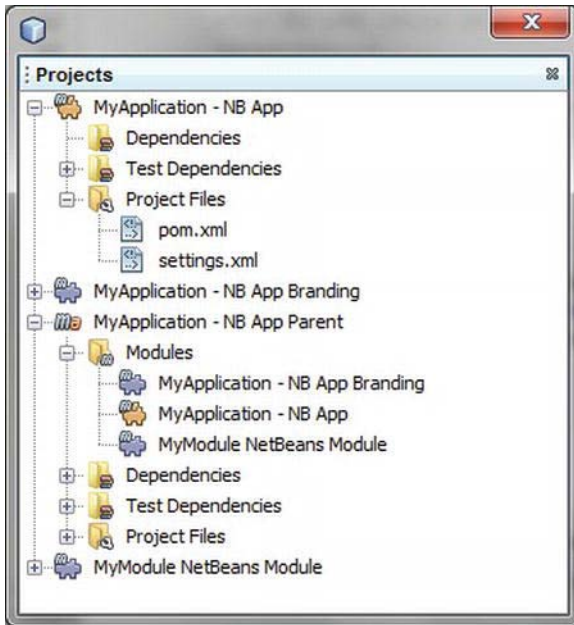 Projects
MyApplication - NB App
Dependencies
Test Dependencies
Project Files
pom.xml
settings.xml
MyApplication - NB App Branding
MyApplication - NB App Parent
Modules
MyApplication - NB App Branding
MyApplication - NB App
MyModule NetBeans Module
Dependencies
Test Dependencies
Project Files
MyModule NetBeans Module